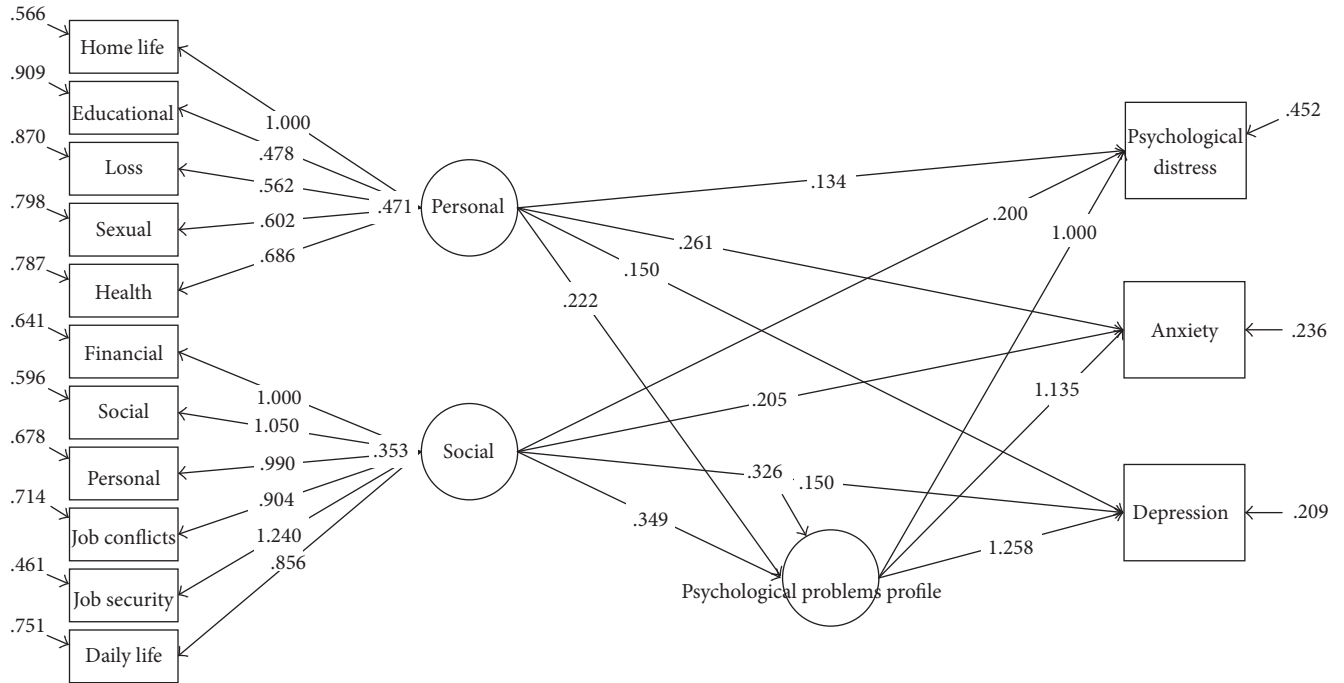 .566
Home life
.909
Educational
.870
Loss
.798
Sexual
.787
Health
.641
Financial
.596
Social
.678
Personal
.714
Job conflicts
.461
Job security
.751
Daily life
1.000
.478
.562
.602
.686
.471
Personal
1.000
1.050
.990
.904
1.240
.856
.353
Social
.134
.200
.261
.150
.222
1.000
.205
1.135
.326
.150
.349
1.258
Psychological problems profile
Psychological
distress
.452
Anxiety
.236
Depression
.209